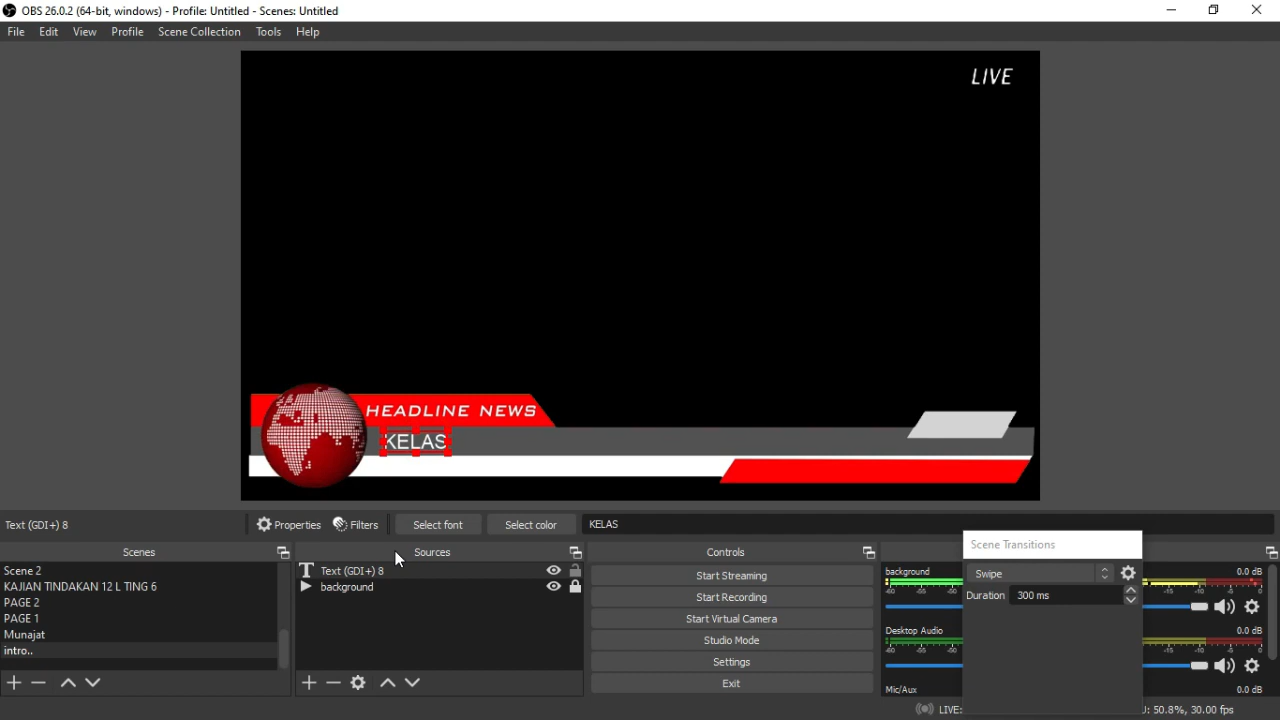 OBS 26.0.2 (64-bit, windows) - Profile: Untitled - Scenes: Untitled
File Edit View Profile Scene Collection Tools Help
LIVE
HEADLINE NEWS
KELAS
Text (GDI+) 8 Properties Filters Select font Select color KELAS
Scenes
Scene 2
KAJIAN TINDAKAN 12 L TING 6
PAGE 2
PAGE 1
Munajat
intro..
Sources
Text (GDI+) 8
background
Controls
Start Streaming
Start Recording
Start Virtual Camera
Studio Mode
Settings
Exit
background 0.0 dB
Desktop Audio 0.0 dB
Mic/Aux 0.0 dB
Scene Transitions
Swipe
Duration 300 ms
LIVE: 50.8%, 30.00 fps